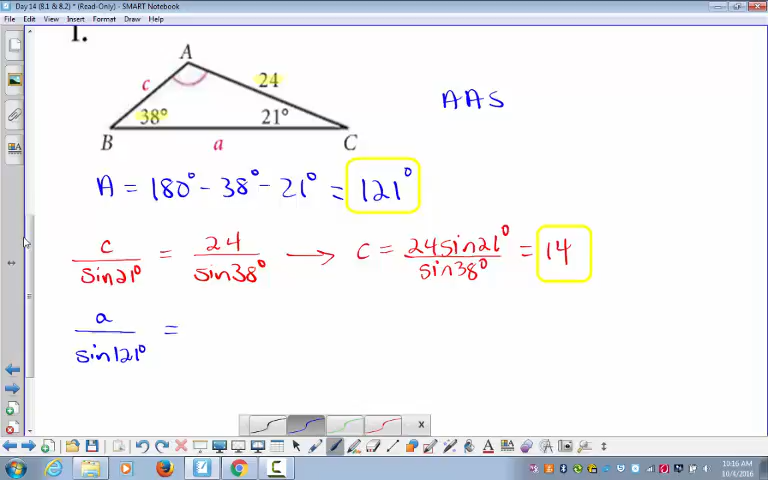 Day 14 (8.1 & 8.2) * (Read-Only) - SMART Notebook
File Edit View Insert Format Tools Draw Help
1.
A
c
24
AAS
38°
21°
B
a
C
A = 180° - 38° - 21° = 121°
c/sin21° = 24/sin38° → c = 24sin21°/sin38° = 14
a/sin121° =
x
A
10:16 AM
10/4/2016